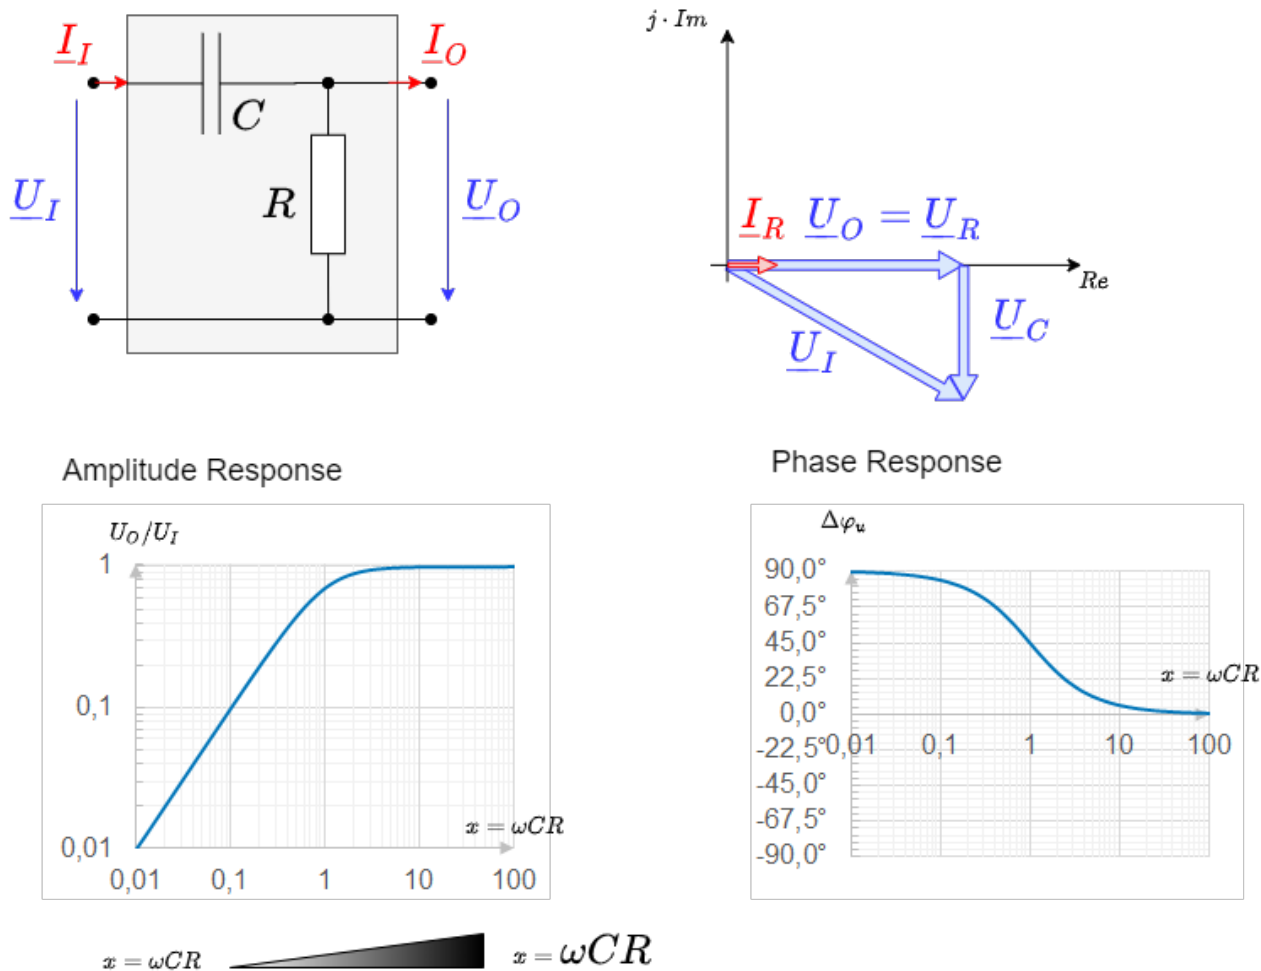 I_I
I_O
C
U_I
R
U_O
j · Im
I_R U_O = U_R
Re
U_C
U_I
Amplitude Response
U_O/U_I
1
0,1
0,01
x = ωCR
0,01 0,1 1 10 100
x = ωCR x = ωCR
Phase Response
Δφ_u
90,0°
67,5°
45,0°
22,5°
x = ωCR
0,0°
-22,5° 0,01 0,1 1 10 100
-45,0°
-67,5°
-90,0°